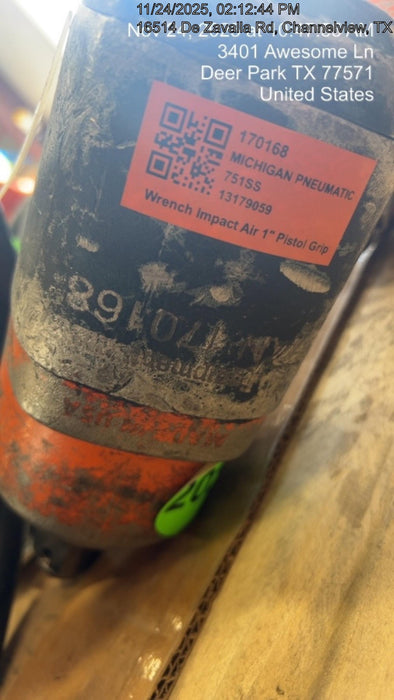 11/24/2025, 02:12:44 PM
16514 De Zavalla Rd, Channelview, TX
3401 Awesome Ln
Deer Park TX 77571
United States
170168
MICHIGAN PNEUMATIC
751SS
13179059
Wrench Impact Air 1" Pistol Grip
170168